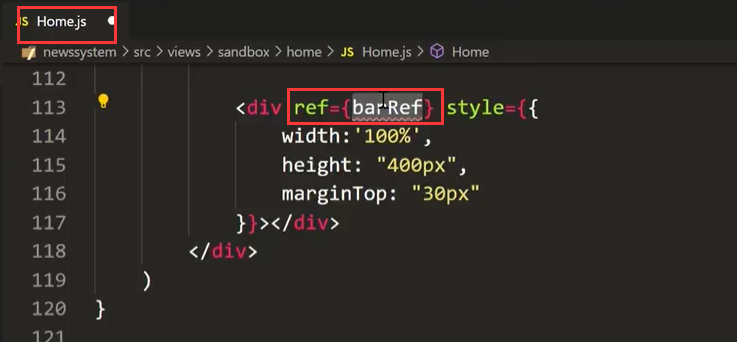 JS Home.js
newssystem > src > views > sandbox > home > JS Home.js > Home
112
113 <div ref={barRef} style={{
114 width:'100%',
115 height: "400px",
116 marginTop: "30px"
117 }}></div>
118 </div>
119 )
120 }
121